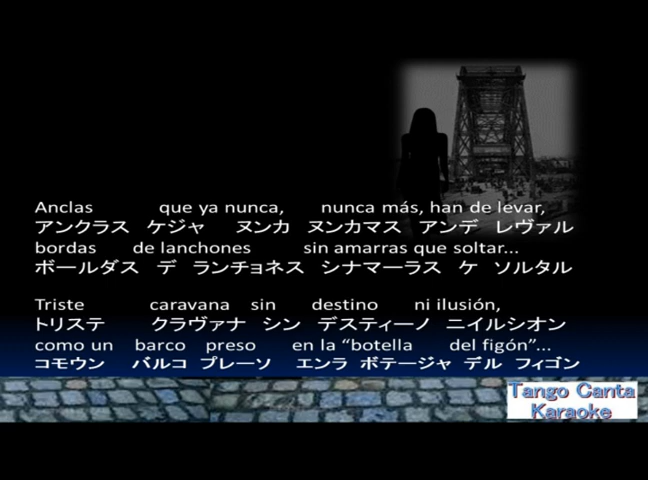 Anclas que ya nunca, nunca más, han de levar,
アンクラス ケジャ ヌンカ ヌンカマス アンデ レヴァル
bordas de lanchones sin amarras que soltar...
ボールダス デ ランチョネス シナマーラス ケ ソルタル
Triste caravana sin destino ni ilusión,
トリステ クラヴァナ シン デスティーノ ニイルシオン
como un barco preso en la “botella del figón”...
コモウン バルコ プレーソ エンラ ボテージャ デル フィゴン
Tango Canta
Karaoke